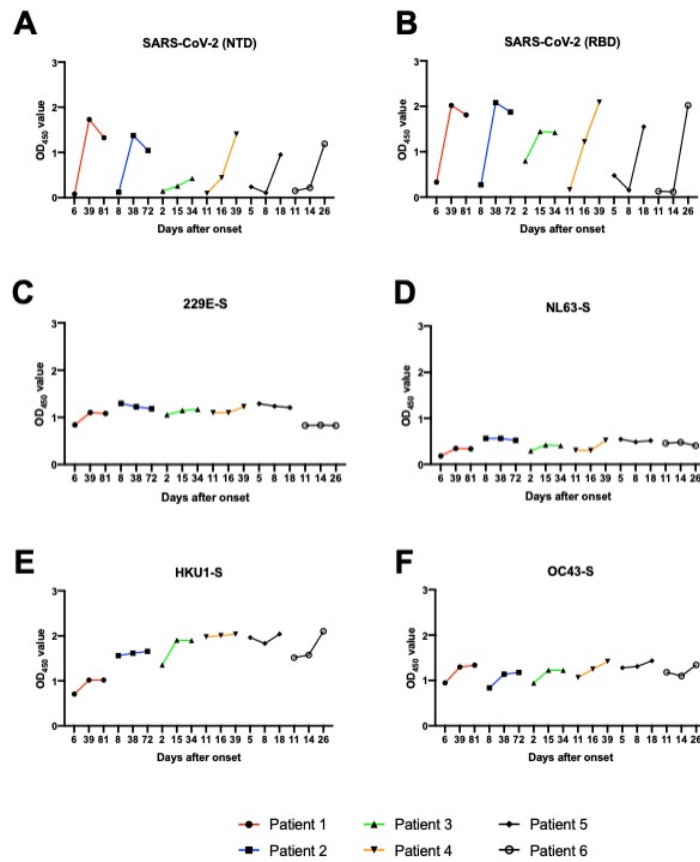 A
SARS-CoV-2 (NTD)
OD450 value
3
2
1
0
6 39 81 8 38 72 2 15 34 11 16 39 5 8 18 11 14 26
Days after onset
B
SARS-CoV-2 (RBD)
OD450 value
3
2
1
0
6 39 81 8 38 72 2 15 34 11 16 39 5 8 18 11 14 26
Days after onset
C
229E-S
OD450 value
3
2
1
0
6 39 81 8 38 72 2 15 34 11 16 39 5 8 18 11 14 26
Days after onset
D
NL63-S
OD450 value
3
2
1
0
6 39 81 8 38 72 2 15 34 11 16 39 5 8 18 11 14 26
Days after onset
E
HKU1-S
OD450 value
3
2
1
0
6 39 81 8 38 72 2 15 34 11 16 39 5 8 18 11 14 26
Days after onset
F
OC43-S
OD450 value
3
2
1
0
6 39 81 8 38 72 2 15 34 11 16 39 5 8 18 11 14 26
Days after onset
Patient 1 Patient 3 Patient 5
Patient 2 Patient 4 Patient 6